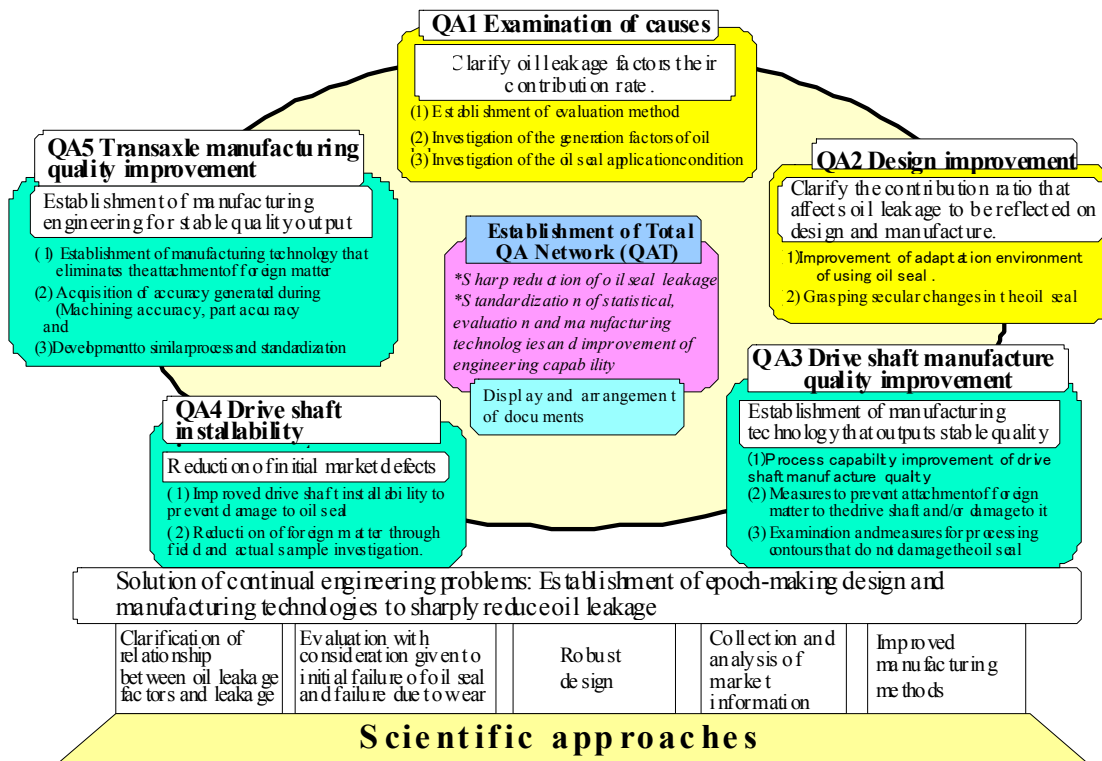 QA1 Examination of causes
Clarify oil leakage factors their
contribution rate.
(1) Establishment of evaluation method
(2) Investigation of the generation factors of oil
(3) Investigation of the oil seal application condition
QA2 Design improvement
Clarify the contribution ratio that
affects oil leakage to be reflected on
design and manufacture.
1)Improvement of adaptation environment
of using oil seal .
2) Grasping secular changes in the oil seal
QA3 Drive shaft manufacture
quality improvement
Establishment of manufacturing
technology that outputs stable quality
(1)Process capability improvement of drive
shaft manufacture qualty
(2) Measures to prevent attachment of foreign
matter to the drive shaft and/or damage to it
(3) Examination and measures for processing
contours that do not damage the oil seal
QA4 Drive shaft
installability
Reduction of initial market defects
(1) Improved drive shaft installability to
prevent damage to oil seal
(2) Reduction of foreign matter through
field and actual sample investigation.
QA5 Transaxle manufacturing
quality improvement
Establishment of manufacturing
engineering for stable quality output
(1) Establishment of manufacturing technology that
eliminates the attachment of foreign matter
(2) Acquisition of accuracy generated during
(Machining accuracy, part accuracy
and
(3)Development to similar process and standardization
Establishment of Total
QA Network (QAT)
*Sharp reduction of oil seal leakage
*Standardization of statistical,
evaluation and manufacturing
technologies and improvement of
engineering capability
Display and arrangement
of documents
Solution of continual engineering problems: Establishment of epoch-making design and
manufacturing technologies to sharply reduce oil leakage
Clarification of
relationship
between oil leakage
factors and leakage
Evaluation with
consideration given to
initial failure of oil seal
and failure due to wear
Robust
design
Collection and
analysis of
market
information
Improved
manufacturing
methods
Scientific approaches